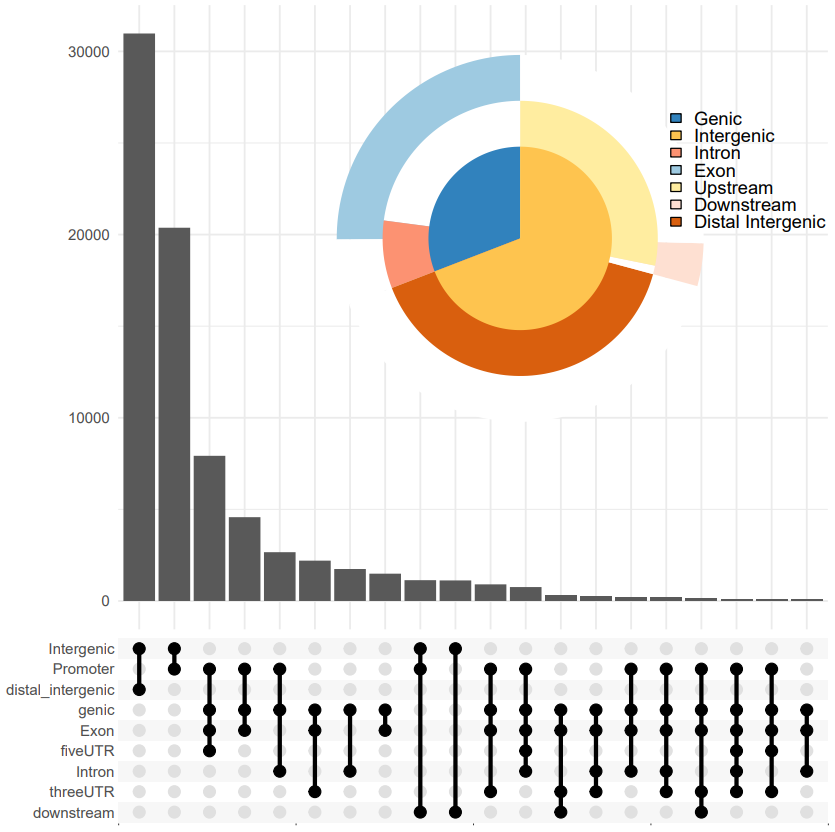 30000
20000
10000
0
Genic
Intergenic
Intron
Exon
Upstream
Downstream
Distal Intergenic
Intergenic
Promoter
distal_intergenic
genic
Exon
fiveUTR
Intron
threeUTR
downstream